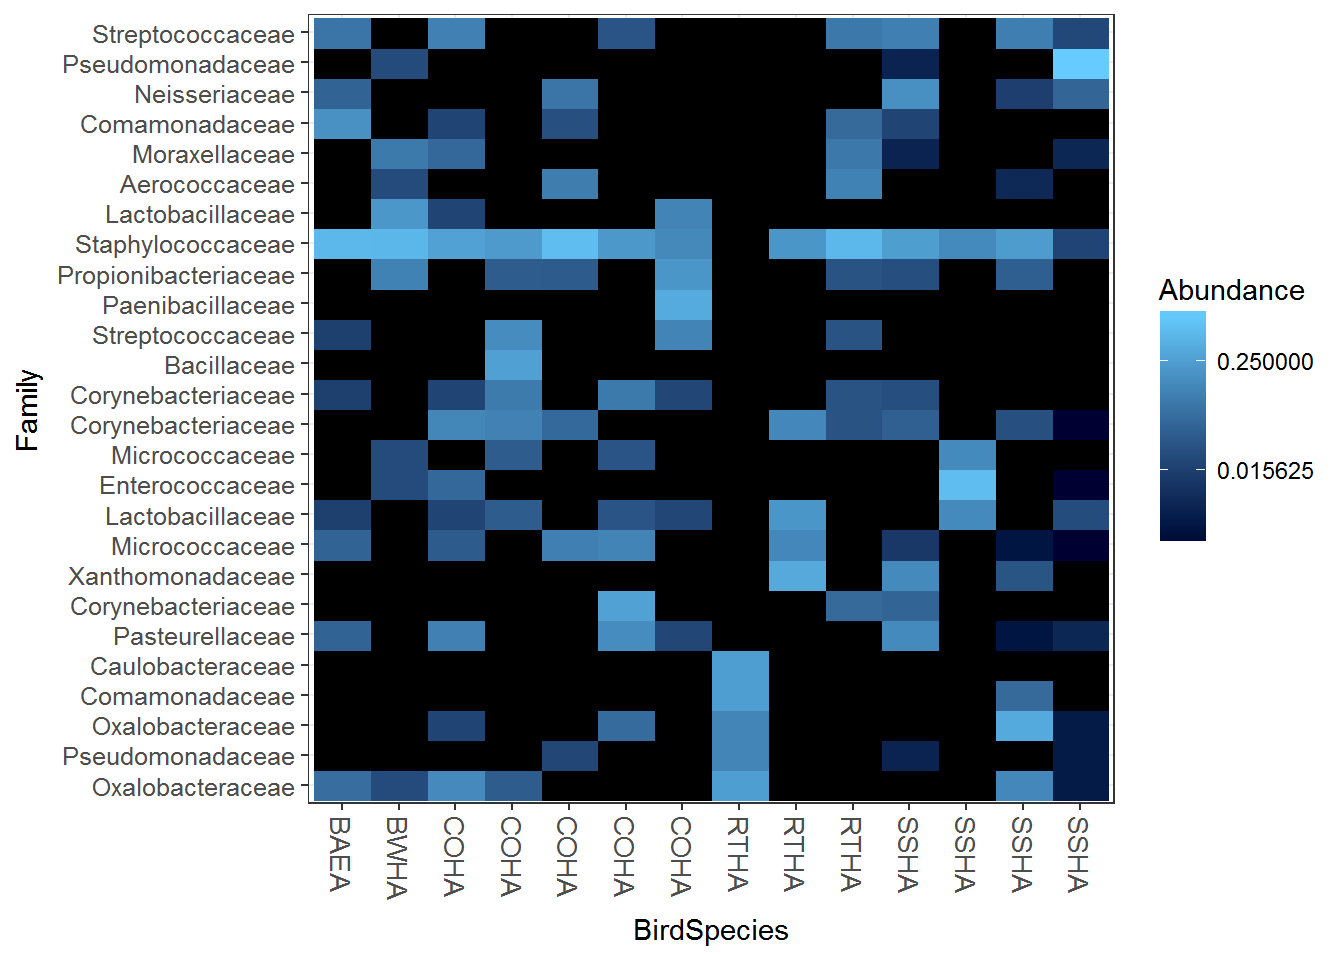 Streptococcaceae
Pseudomonadaceae
Neisseriaceae
Comamonadaceae
Moraxellaceae
Aerococcaceae
Lactobacillaceae
Staphylococcaceae
Propionibacteriaceae
Paenibacillaceae
Streptococcaceae
Bacillaceae
Corynebacteriaceae
Corynebacteriaceae
Micrococcaceae
Enterococcaceae
Lactobacillaceae
Micrococcaceae
Xanthomonadaceae
Corynebacteriaceae
Pasteurellaceae
Caulobacteraceae
Comamonadaceae
Oxalobacteraceae
Pseudomonadaceae
Oxalobacteraceae
Family
BAEA
BWHA
COHA
COHA
COHA
COHA
COHA
RTHA
RTHA
RTHA
SSHA
SSHA
SSHA
SSHA
BirdSpecies
Abundance
0.250000
0.015625